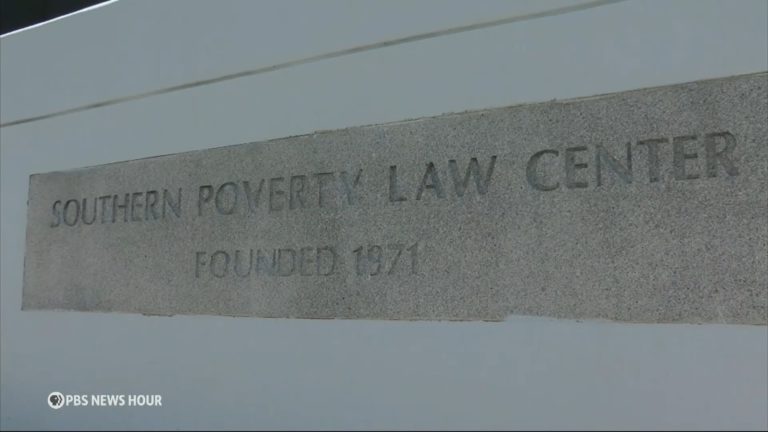 SOUTHERN POVERTY LAW CENTER
FOUNDED 1971
PBS NEWS HOUR